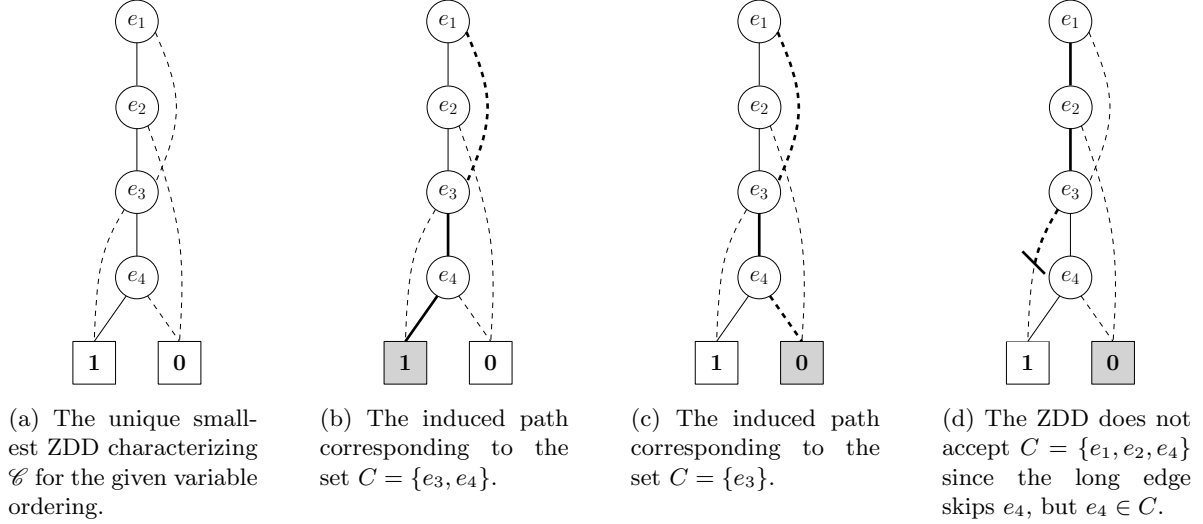 e₁ e₁ e₁ e₁
e₂ e₂ e₂ e₂
e₃ e₃ e₃ e₃
e₄ e₄ e₄ e₄
1 0 1 0 1 0 1 0
(a) The unique small-
est ZDD characterizing
𝒞 for the given variable
ordering.
(b) The induced path
corresponding to the
set C = {e₃, e₄}.
(c) The induced path
corresponding to the
set C = {e₃}.
(d) The ZDD does not
accept C = {e₁, e₂, e₄}
since the long edge
skips e₄, but e₄ ∈ C.